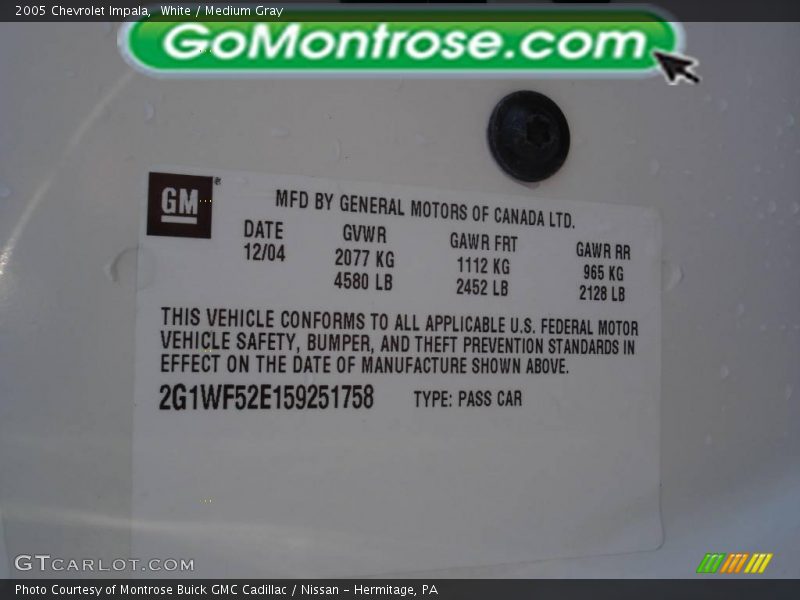 2005 Chevrolet Impala, White / Medium Gray
GoMontrose.com
GM
MFD BY GENERAL MOTORS OF CANADA LTD.
DATE GVWR GAWR FRT GAWR RR
12/04 2077 KG 1112 KG 965 KG
4580 LB 2452 LB 2128 LB
THIS VEHICLE CONFORMS TO ALL APPLICABLE U.S. FEDERAL MOTOR
VEHICLE SAFETY, BUMPER, AND THEFT PREVENTION STANDARDS IN
EFFECT ON THE DATE OF MANUFACTURE SHOWN ABOVE.
2G1WF52E159251758 TYPE: PASS CAR
GTCARLOT.COM
Photo Courtesy of Montrose Buick GMC Cadillac / Nissan - Hermitage, PA